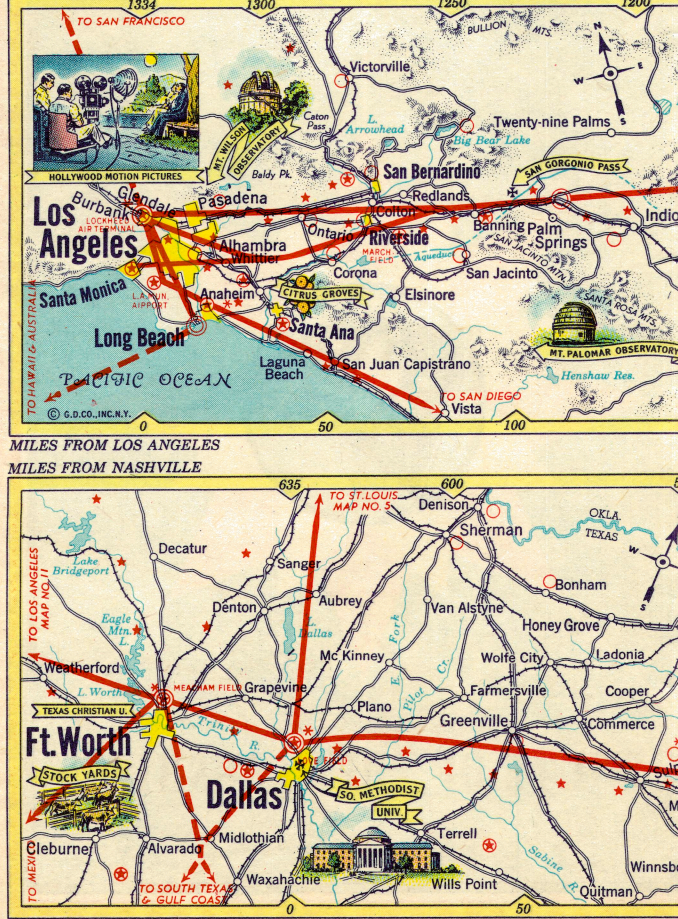 1334
1300
1250
1200
TO SAN FRANCISCO
BULLION MTS.
N
W
E
S
Victorville
Caton
Pass
L.
Arrowhead
Twenty-nine Palms
Big Bear Lake
MT. WILSON
OBSERVATORY
HOLLYWOOD MOTION PICTURES
Baldy Pk.
San Bernardino
SAN GORGONIO PASS
Glendale
Burbank
Pasadena
Redlands
Los
Angeles
LOCKHEED
AIR TERMINAL
Colton
Ontario
Riverside
Banning
Palm
Springs
Indio
Alhambra
Whittier
MARCH
FIELD
Aqueduct
SAN JACINTO MTN.
Corona
San Jacinto
Santa Monica
L.A. MUN.
AIRPORT
Anaheim
CITRUS GROVES
Elsinore
SANTA ROSA MTS.
Long Beach
Santa Ana
MT. PALOMAR OBSERVATORY
TO HAWAII & AUSTRALIA
Laguna
Beach
San Juan Capistrano
Henshaw Res.
PACIFIC OCEAN
TO SAN DIEGO
Vista
© G.D.CO., INC. N.Y.
0
50
100
MILES FROM LOS ANGELES
MILES FROM NASHVILLE
635
600
TO ST. LOUIS
MAP NO. 5
Denison
OKLA.
TEXAS
Sherman
W
S
Decatur
Lake
Bridgeport
Sanger
TO LOS ANGELES
MAP NO. 11
Bonham
Denton
Aubrey
Van Alstyne
Eagle
Mtn.
L.
L.
Dallas
Honey Grove
E. Fork
Mc Kinney
Wolfe City
Ladonia
Weatherford
Pilot Cr.
L. Worth
MEACHAM FIELD
Grapevine
Farmersville
Cooper
TEXAS CHRISTIAN U.
Plano
Greenville
Commerce
Trinity R.
Ft. Worth
LOVE FIELD
STOCK YARDS
Dallas
SO. METHODIST
UNIV.
Cleburne
Alvarado
Midlothian
Terrell
Sabine R.
TO MEXICO
Waxahachie
Wills Point
Winnsbo
Quitman
TO SOUTH TEXAS
& GULF COAST
0
50